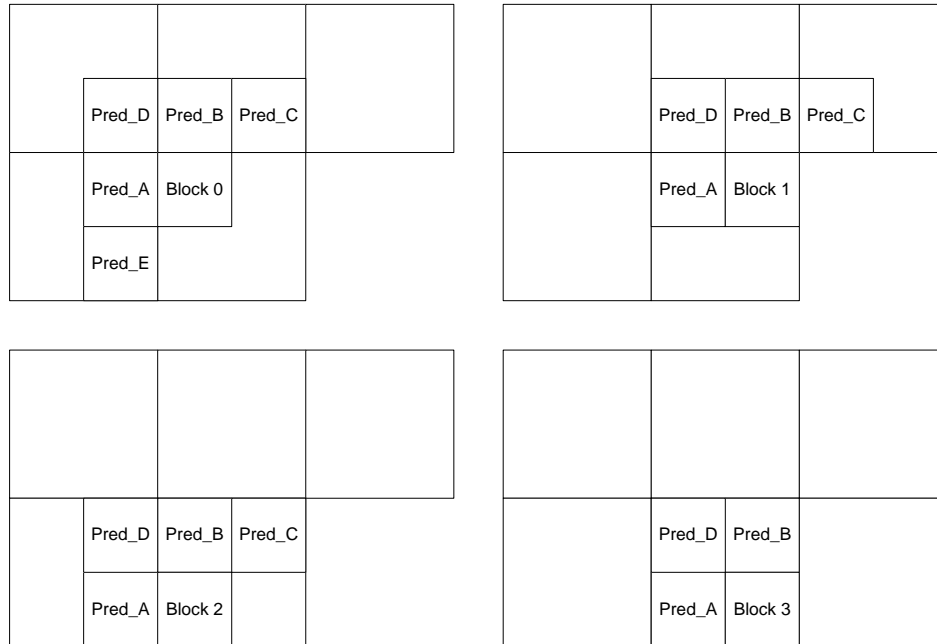 Pred_D Pred_B Pred_C
Pred_A Block 0
Pred_E
Pred_D Pred_B Pred_C
Pred_A Block 1
Pred_D Pred_B Pred_C
Pred_A Block 2
Pred_D Pred_B
Pred_A Block 3